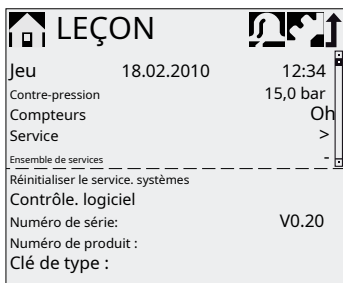 LEÇON
Jeu 18.02.2010 12:34
Contre-pression 15,0 bar
Compteurs Oh
Service >
Ensemble de services -
Réinitialiser le service. systèmes
Contrôle. logiciel
Numéro de série: V0.20
Numéro de produit :
Clé de type :